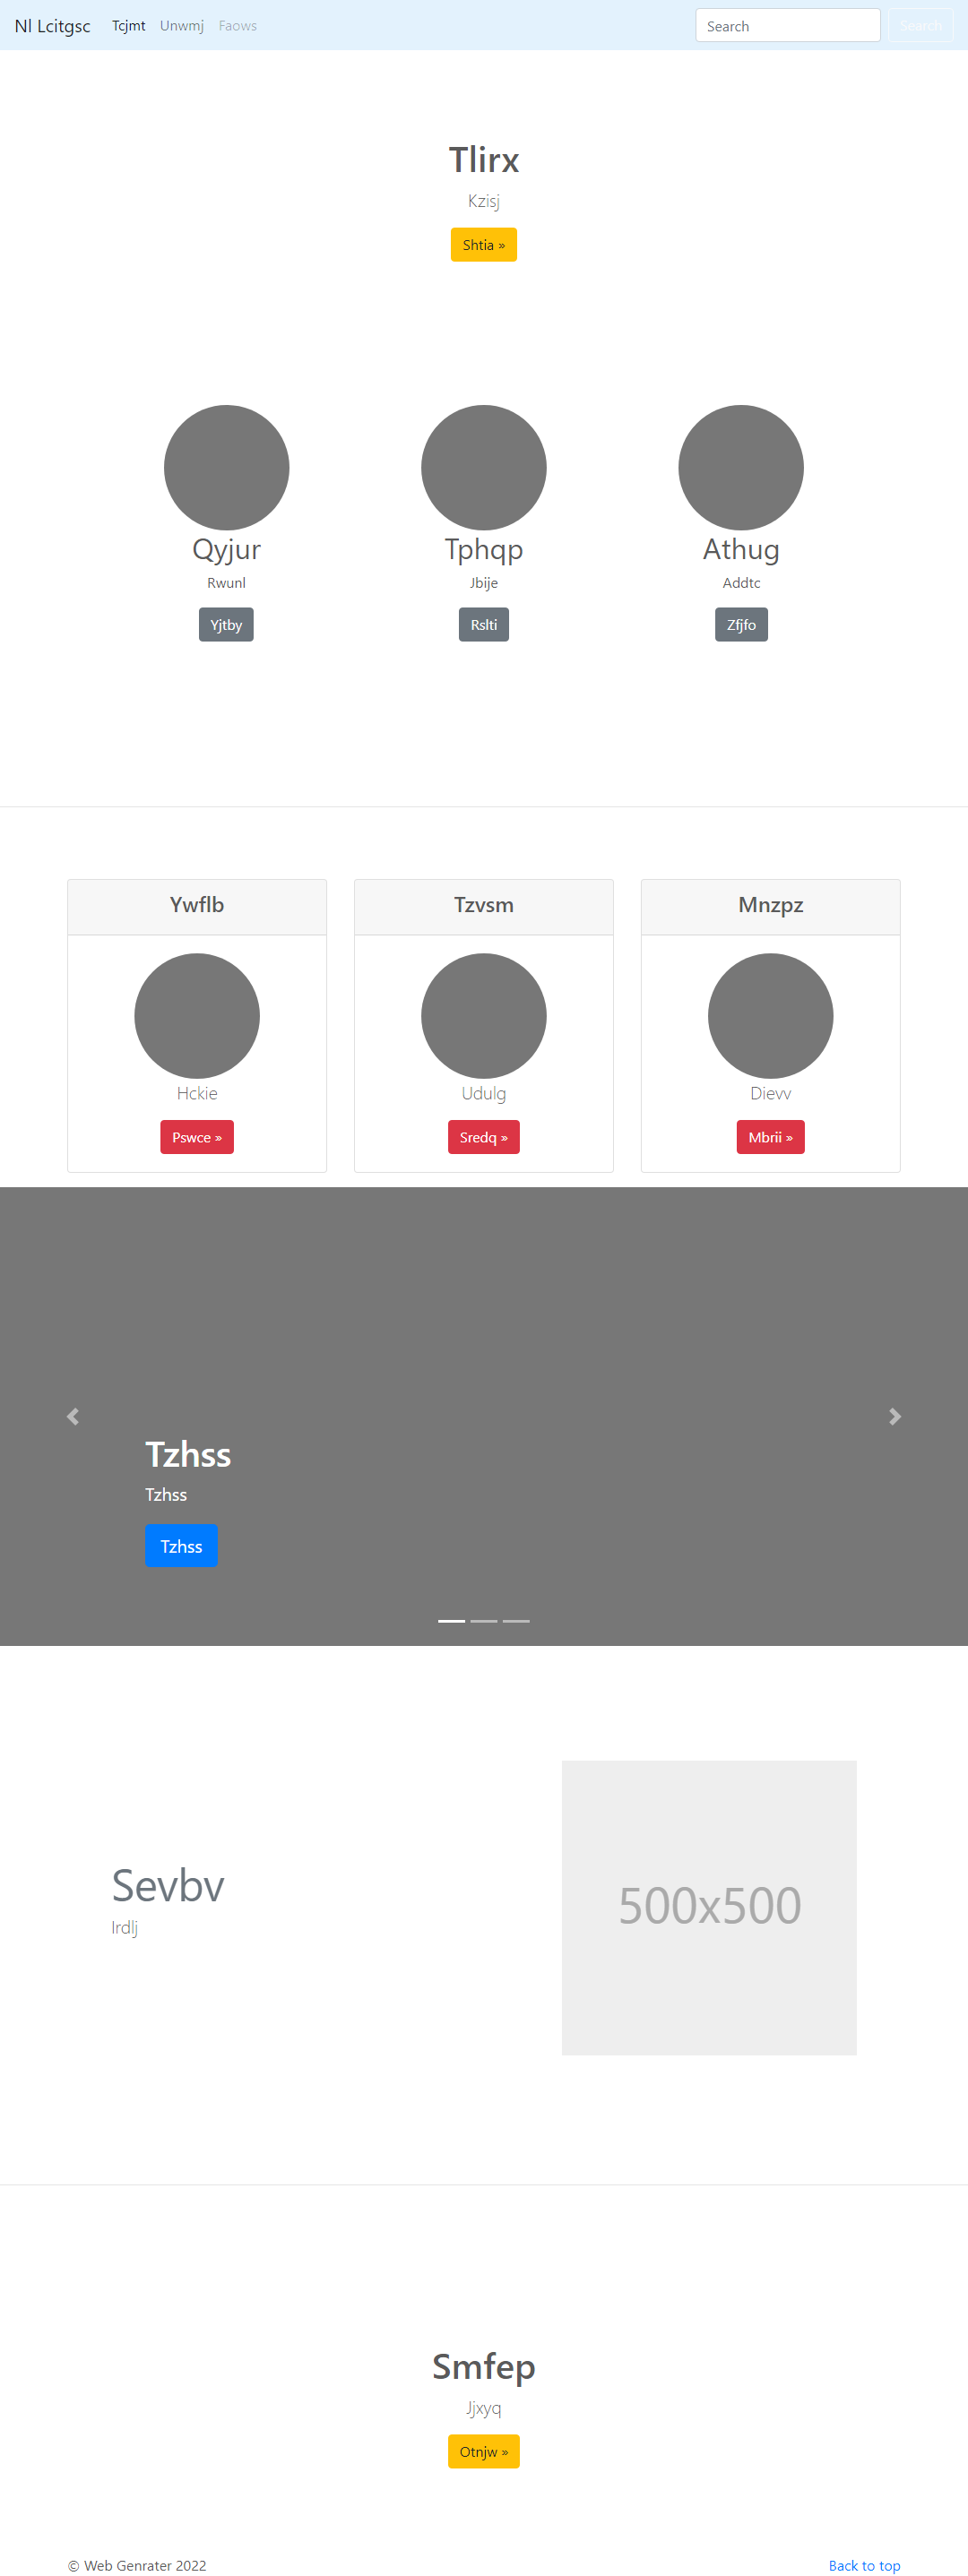 Nl Lcitgsc Tcjmt Unwmj Faows Search Search
Tlirx
Kzisj
Shtia »
Qyjur Tphqp Athug
Rwunl Jbije Addtc
Yjtby Rslti Zfjfo
Ywflb Tzvsm Mnzpz
Hckie Udulg Dievv
Pswce » Sredq » Mbrii »
Tzhss
Tzhss
Tzhss
Sevbv
500x500
Irdlj
Smfep
Jjxyq
Otnjw »
© Web Genrater 2022 Back to top